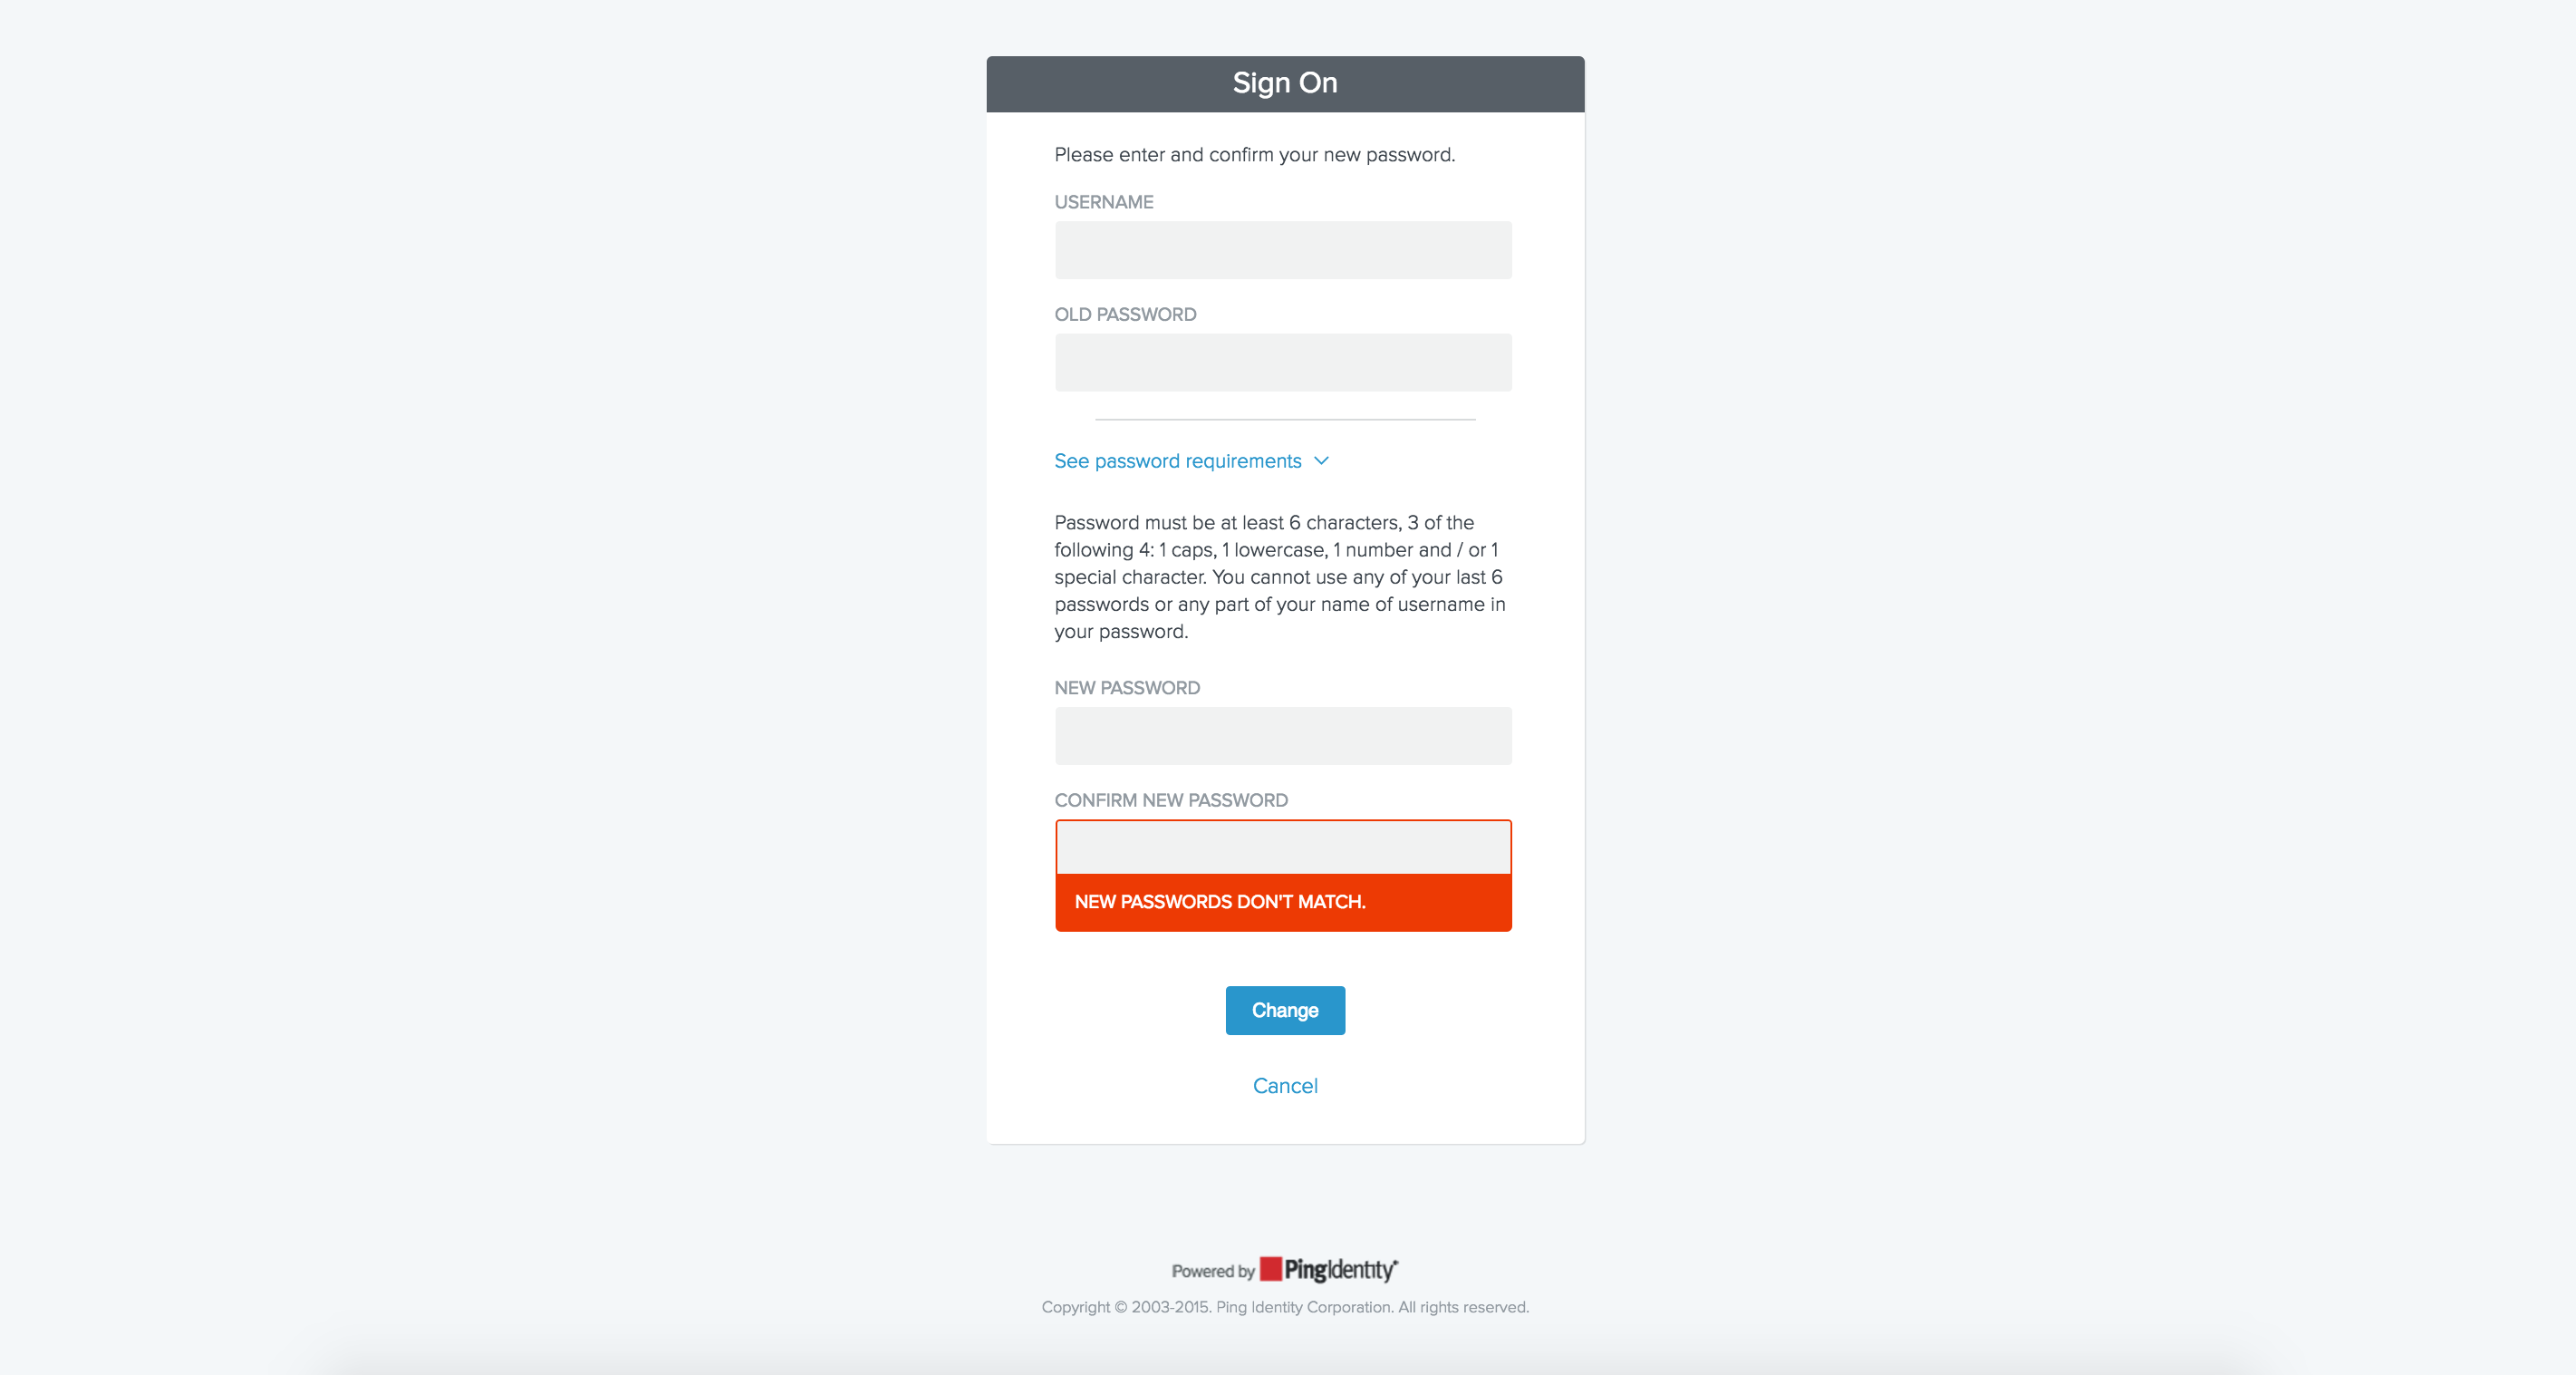 Sign On
Please enter and confirm your new password.
USERNAME
OLD PASSWORD
See password requirements
Password must be at least 6 characters, 3 of the
following 4: 1 caps, 1 lowercase, 1 number and / or 1
special character. You cannot use any of your last 6
passwords or any part of your name of username in
your password.
NEW PASSWORD
CONFIRM NEW PASSWORD
NEW PASSWORDS DON'T MATCH.
Change
Cancel
Powered by PingIdentity
Copyright © 2003-2015. Ping Identity Corporation. All rights reserved.